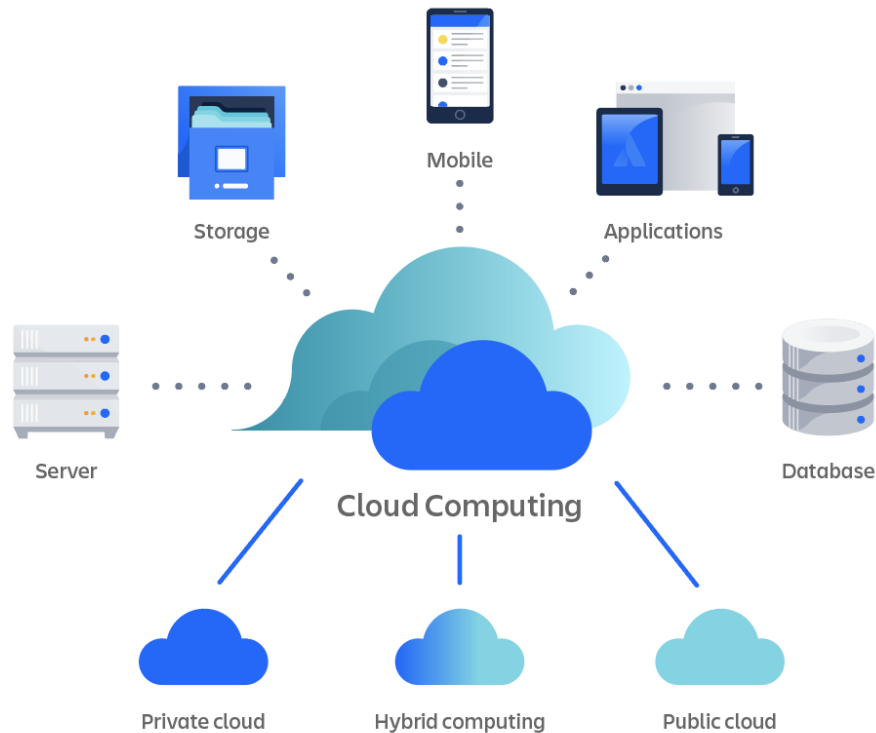 Mobile
Storage
Applications
Server
Database
Cloud Computing
Private cloud
Hybrid computing
Public cloud